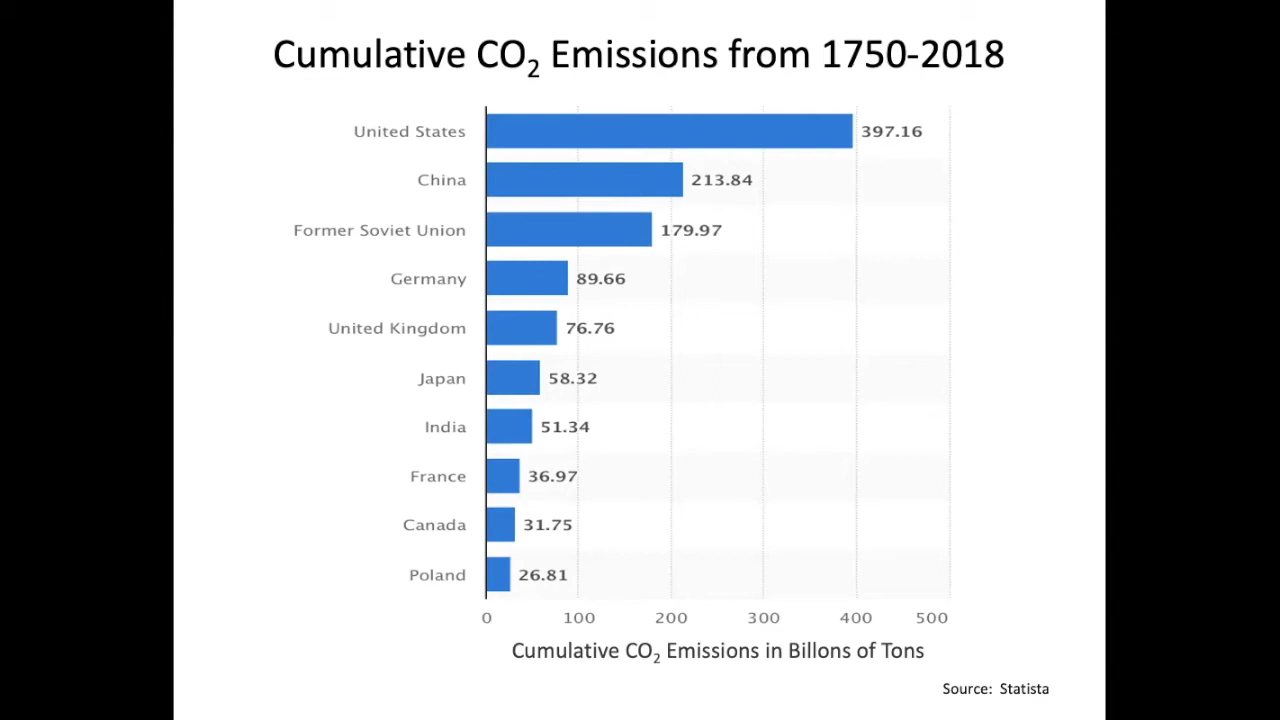 Cumulative CO₂ Emissions from 1750-2018
United States 397.16
China 213.84
Former Soviet Union 179.97
Germany 89.66
United Kingdom 76.76
Japan 58.32
India 51.34
France 36.97
Canada 31.75
Poland 26.81
0 100 200 300 400 500
Cumulative CO₂ Emissions in Billons of Tons
Source: Statista